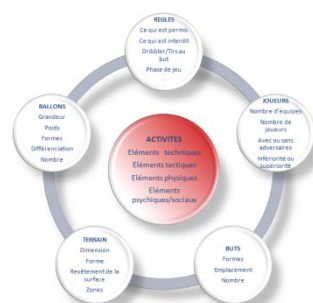 REGLES
Ce qui est permis
Ce qui est interdit
Dribbler/Tirs au
but
Phase de jeu
...
JOUEURS
Nombre d'équipes
Nombre de
joueurs
Avec ou sans
adversaires
Infériorité ou
supériorité
BUTS
Formes
Emplacement
Nombre
TERRAIN
Dimension
Forme
Revêtement de la
surface
Zones
BALLONS
Grandeur
Poids
Formes
Différenciation
Nombre
ACTIVITES
Eléments techniques
Eléments tactiques
Eléments physiques
Eléments
psychiques/sociaux